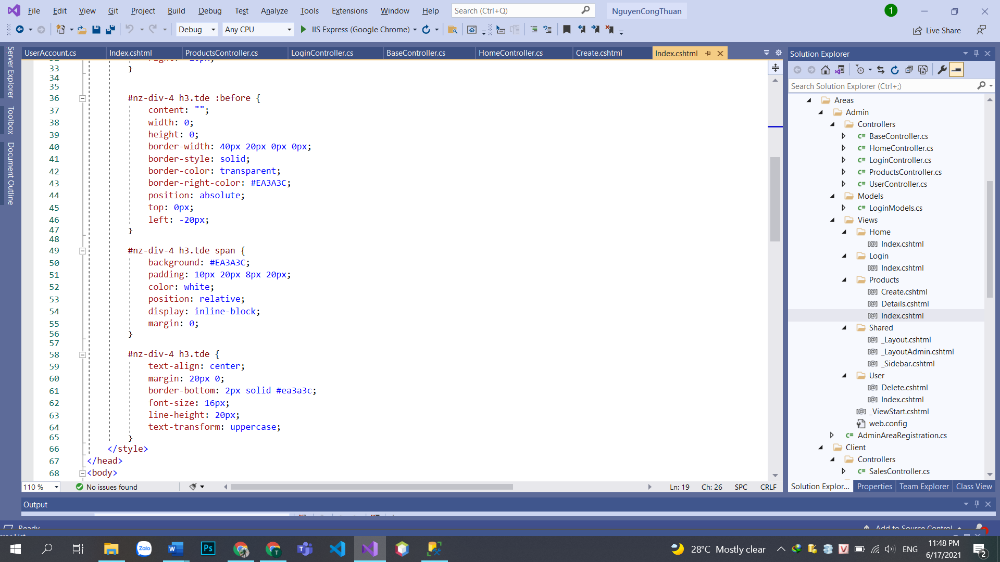 File Edit View Git Project Build Debug Test Analyze Tools Extensions Window Help Search (Ctrl+Q) NguyenCongThuan 1
Debug Any CPU IIS Express (Google Chrome) Live Share
Server Explorer
Toolbox
Document Outline
UserAccount.cs Index.cshtml ProductsController.cs LoginController.cs BaseController.cs HomeController.cs Create.cshtml Index.cshtml
33 }
34
35
36 #nz-div-4 h3.tde :before {
37 content: "";
38 width: 0;
39 height: 0;
40 border-width: 40px 20px 0px 0px;
41 border-style: solid;
42 border-color: transparent;
43 border-right-color: #EA3A3C;
44 position: absolute;
45 top: 0px;
46 left: -20px;
47 }
48
49 #nz-div-4 h3.tde span {
50 background: #EA3A3C;
51 padding: 10px 20px 8px 20px;
52 color: white;
53 position: relative;
54 display: inline-block;
55 margin: 0;
56 }
57
58 #nz-div-4 h3.tde {
59 text-align: center;
60 margin: 20px 0;
61 border-bottom: 2px solid #ea3a3c;
62 font-size: 16px;
63 line-height: 20px;
64 text-transform: uppercase;
65 }
66 </style>
67 </head>
68 <body>
110 % No issues found Ln: 19 Ch: 26 SPC CRLF
Solution Explorer
Search Solution Explorer (Ctrl+;)
Areas
Admin
Controllers
C# BaseController.cs
C# HomeController.cs
C# LoginController.cs
C# ProductsController.cs
C# UserController.cs
Models
C# LoginModels.cs
Views
Home
[@] Index.cshtml
Login
[@] Index.cshtml
Products
[@] Create.cshtml
[@] Details.cshtml
[@] Index.cshtml
Shared
[@] _Layout.cshtml
[@] _LayoutAdmin.cshtml
[@] _Sidebar.cshtml
User
[@] Delete.cshtml
[@] Index.cshtml
[@] _ViewStart.cshtml
web.config
C# AdminAreaRegistration.cs
Client
Controllers
C# SalesController.cs
Solution Explor... Properties Team Explorer Class View
Output
Ready Add to Source Control
Zalo W Ps T 28°C Mostly clear V ENG 11:48 PM
6/17/2021 2